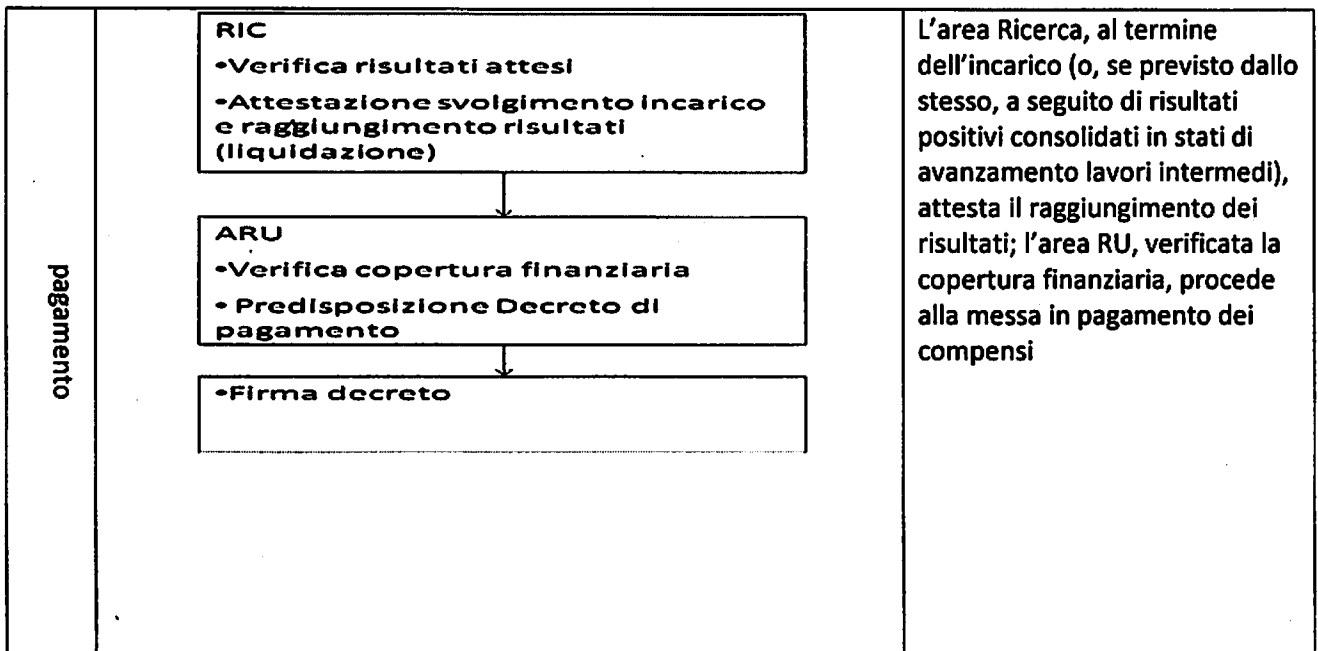 pagamento
RIC
•Verifica risultati attesi
•Attestazione svolgimento incarico
e raggiungimento risultati
(liquidazione)
ARU
•Verifica copertura finanziaria
• Predisposizione Decreto di
pagamento
•Firma decreto
L'area Ricerca, al termine
dell'incarico (o, se previsto dallo
stesso, a seguito di risultati
positivi consolidati in stati di
avanzamento lavori intermedi),
attesta il raggiungimento dei
risultati; l'area RU, verificata la
copertura finanziaria, procede
alla messa in pagamento dei
compensi